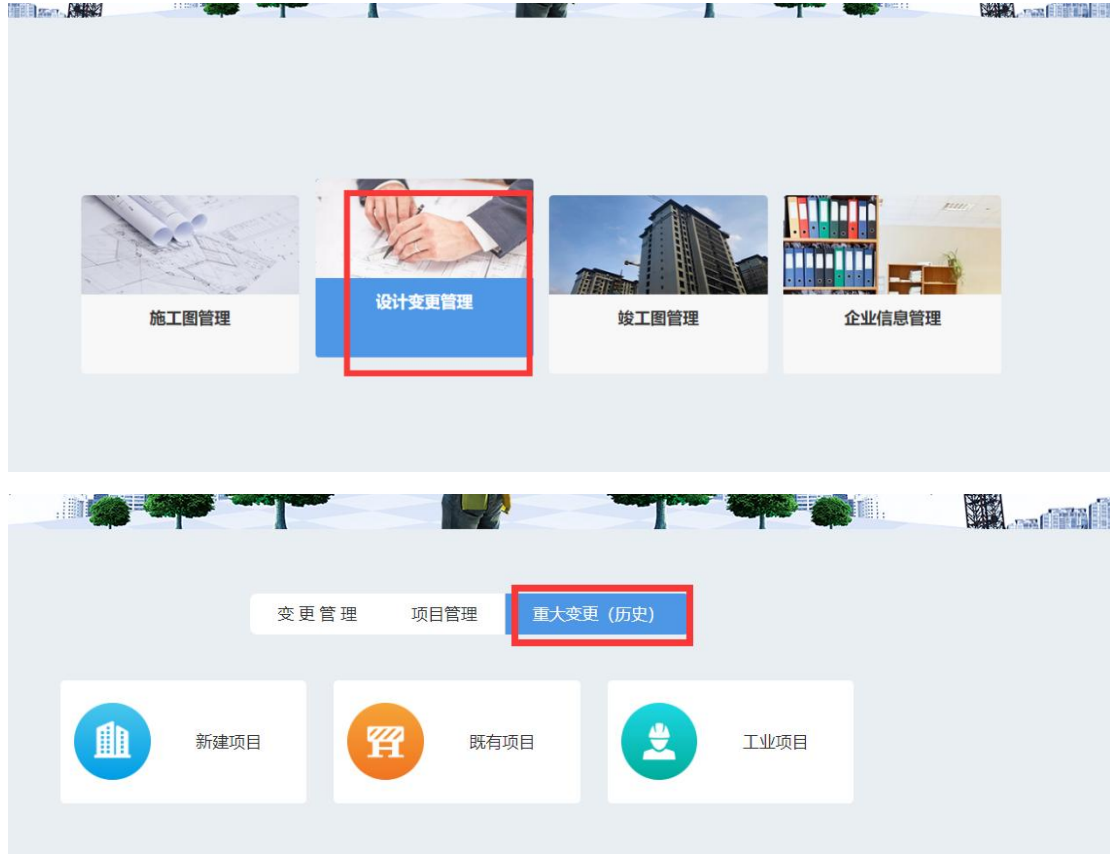 施工图管理
设计变更管理
竣工图管理
企业信息管理
变更管理 项目管理 重大变更（历史）
新建项目
既有项目
工业项目